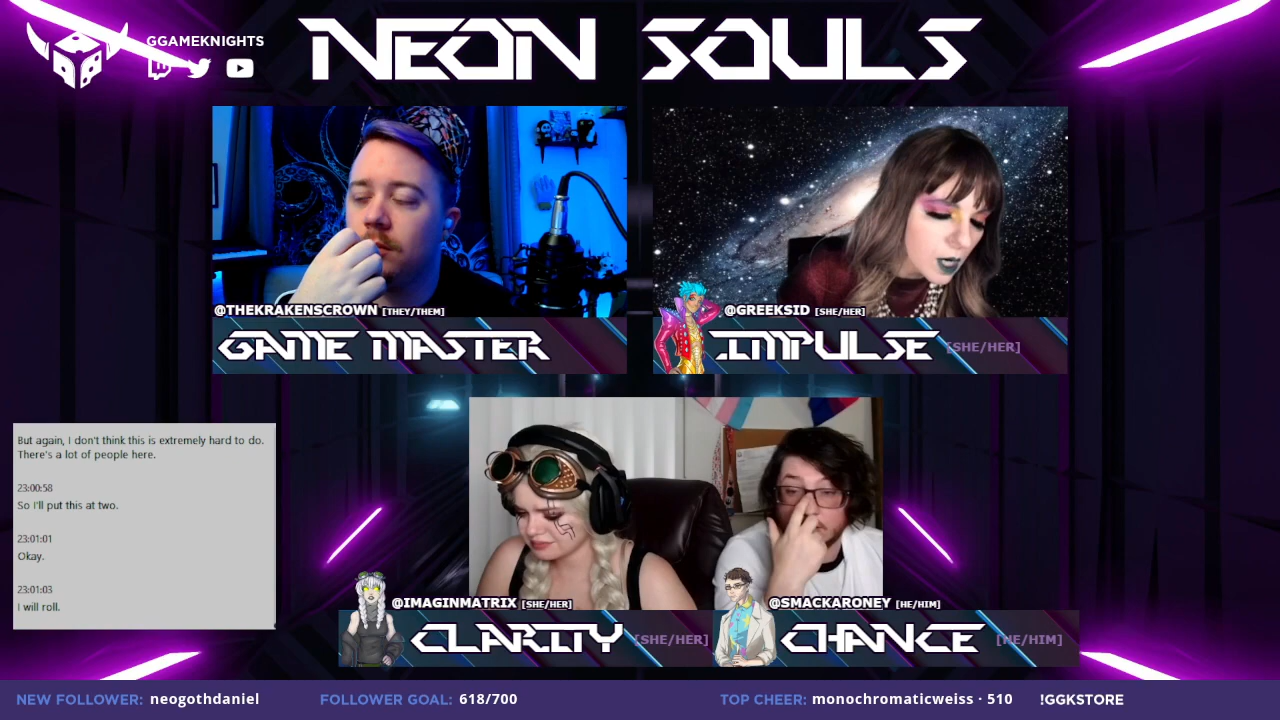 GGAMEKNIGHTS
NEON SOULS
@THEKRAKENSCROWN [THEY/THEM]
GAME MASTER
@GREEKSID [SHE/HER]
IMPULSE [SHE/HER]
But again, I don't think this is extremely hard to do.
There's a lot of people here.
23:00:58
So I'll put this at two.
23:01:01
Okay.
23:01:03
I will roll.
@IMAGINMATRIX [SHE/HER]
CLARITY [SHE/HER]
@SMACKARONEY [HE/HIM]
CHANCE [HE/HIM]
NEW FOLLOWER: neogothdaniel
FOLLOWER GOAL: 618/700
TOP CHEER: monochromaticweiss · 510
!GGKSTORE